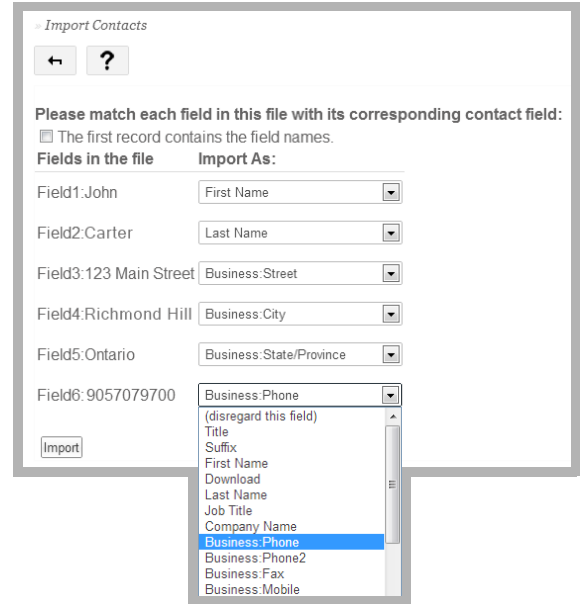 » Import Contacts
?
Please match each field in this file with its corresponding contact field:
The first record contains the field names.
Fields in the file Import As:
Field1:John First Name
Field2:Carter Last Name
Field3:123 Main Street Business:Street
Field4:Richmond Hill Business:City
Field5:Ontario Business:State/Province
Field6:9057079700 Business:Phone
(disregard this field)
Title
Suffix
Import
First Name
Download
Last Name
Job Title
Company Name
Business:Phone
Business:Phone2
Business:Fax
Business:Mobile